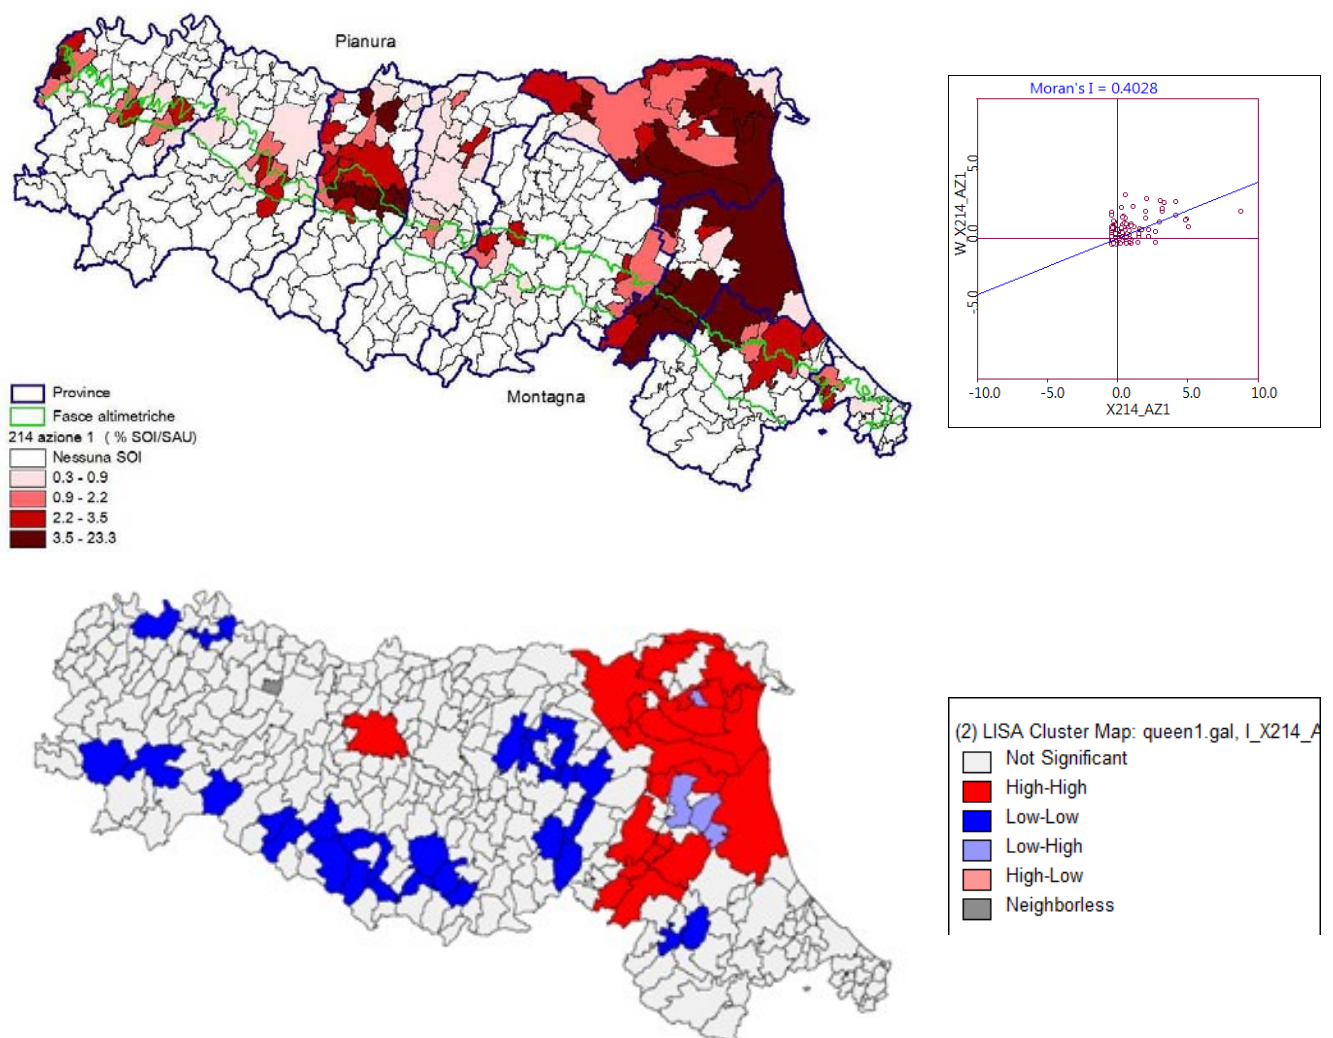 Pianura
Montagna
Province
Fasce altimetriche
214 azione 1 ( % SOI/SAU)
Nessuna SOI
0.3 - 0.9
0.9 - 2.2
2.2 - 3.5
3.5 - 23.3
Moran's I = 0.4028
W_X214_AZ1
5.0
0.0
-5.0
-10.0 -5.0 0.0 5.0 10.0
X214_AZ1
(2) LISA Cluster Map: queen1.gal, I_X214_A
Not Significant
High-High
Low-Low
Low-High
High-Low
Neighborless